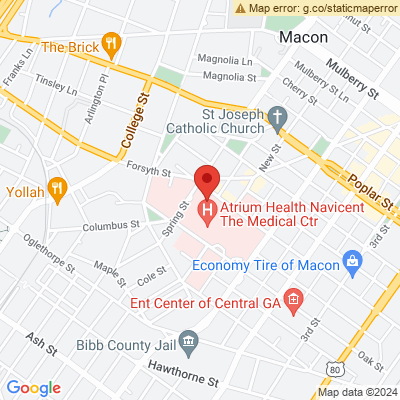 Bad map error: g.co/staticmaperror
Macon
The Brick
Magnolia Ln
Magnolia St
Mulberry Ln
Mulberry St
Cherry St
Franks Ln
Tinsley Ln
Arlington Pl
College St
St Joseph
Catholic Church
Forsyth St
New St
Poplar St
Yollah
Spring St
Columbus St
H
Atrium Health Navicent
The Medical Ctr
3rd St
Oglethorpe St
Maple St
Cole St
Economy Tire of Macon
Ent Center of Central GA
3rd St
Ash St
Bibb County Jail
Hawthorne St
80
Oak St
Google
Map data ©2024